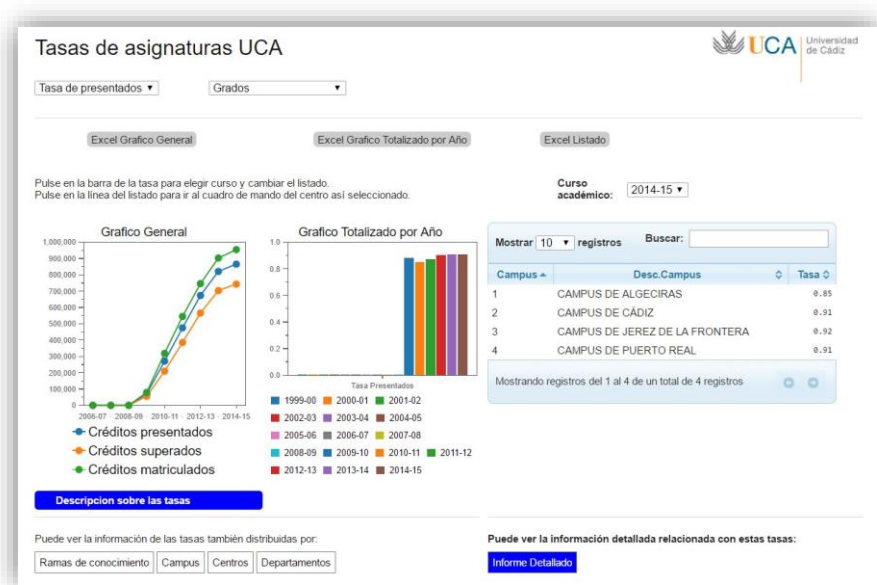 Tasas de asignaturas UCA
UCA
Universidad
de Cádiz
Tasa de presentados
Grados
Excel Grafico General
Excel Grafico Totalizado por Año
Excel Listado
Pulse en la barra de la tasa para elegir curso y cambiar el listado.
Pulse en la línea del listado para ir al cuadro de mando del centro así seleccionado.
Curso
académico:
2014-15
Grafico General
1,000,000
900,000
800,000
700,000
600,000
500,000
400,000
300,000
200,000
100,000
0
2006-07
2008-09
2010-11
2012-13
2014-15
Créditos presentados
Créditos superados
Créditos matriculados
Grafico Totalizado por Año
1.0
0.8
0.6
0.4
0.2
0.0
Tasa Presentados
1999-00 2000-01 2001-02
2002-03 2003-04 2004-05
2005-06 2006-07 2007-08
2008-09 2009-10 2010-11 2011-12
2012-13 2013-14 2014-15
Mostrar 10 registros Buscar:
Campus Desc.Campus Tasa
1 CAMPUS DE ALGECIRAS 0.85
2 CAMPUS DE CÁDIZ 0.91
3 CAMPUS DE JEREZ DE LA FRONTERA 0.92
4 CAMPUS DE PUERTO REAL 0.91
Mostrando registros del 1 al 4 de un total de 4 registros
Descripcion sobre las tasas
Puede ver la información de las tasas también distribuidas por:
Ramas de conocimiento Campus Centros Departamentos
Puede ver la información detallada relacionada con estas tasas:
Informe Detallado